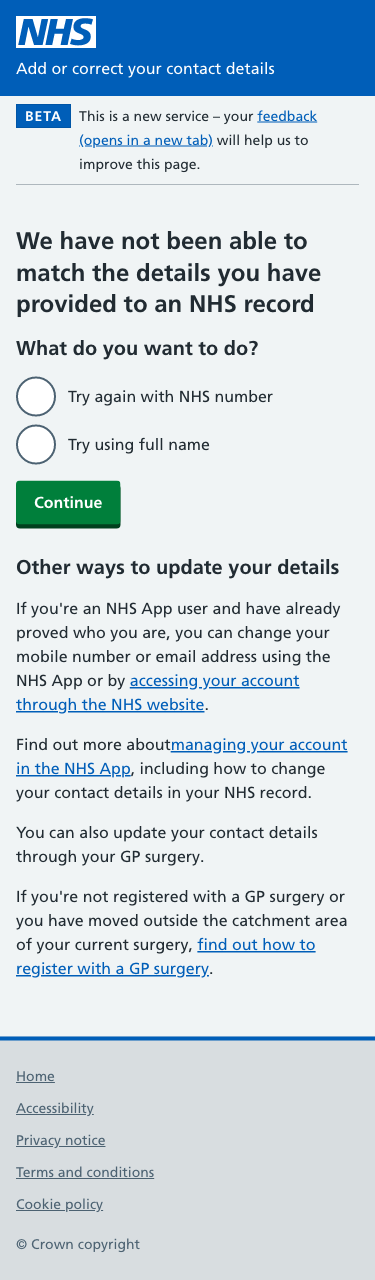 NHS
Add or correct your contact details
BETA
This is a new service – your feedback
(opens in a new tab) will help us to
improve this page.
We have not been able to
match the details you have
provided to an NHS record
What do you want to do?
Try again with NHS number
Try using full name
Continue
Other ways to update your details
If you're an NHS App user and have already
proved who you are, you can change your
mobile number or email address using the
NHS App or by accessing your account
through the NHS website.
Find out more aboutmanaging your account
in the NHS App, including how to change
your contact details in your NHS record.
You can also update your contact details
through your GP surgery.
If you're not registered with a GP surgery or
you have moved outside the catchment area
of your current surgery, find out how to
register with a GP surgery.
Home
Accessibility
Privacy notice
Terms and conditions
Cookie policy
© Crown copyright